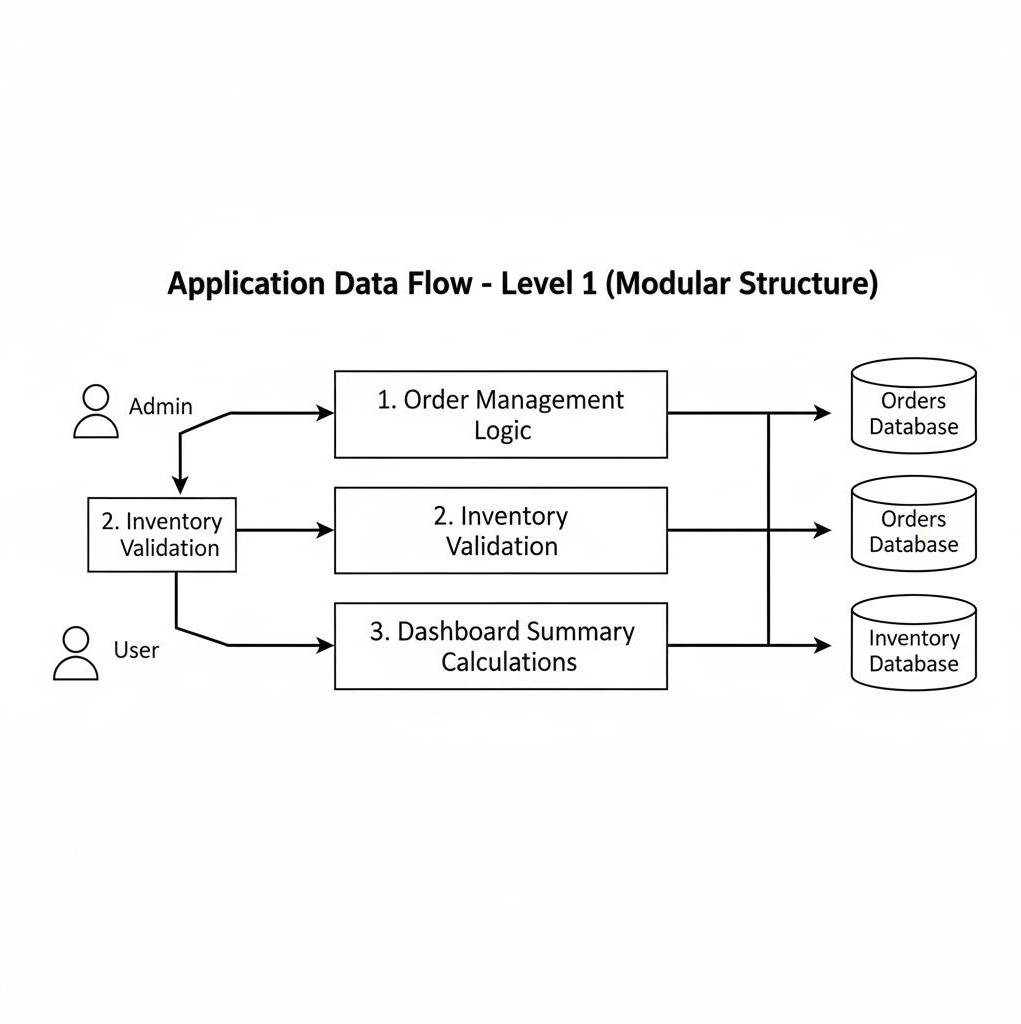 Application Data Flow - Level 1 (Modular Structure)
Admin
1. Order Management
Logic
Orders
Database
2. Inventory
Validation
2. Inventory
Validation
Orders
Database
User
3. Dashboard Summary
Calculations
Inventory
Database